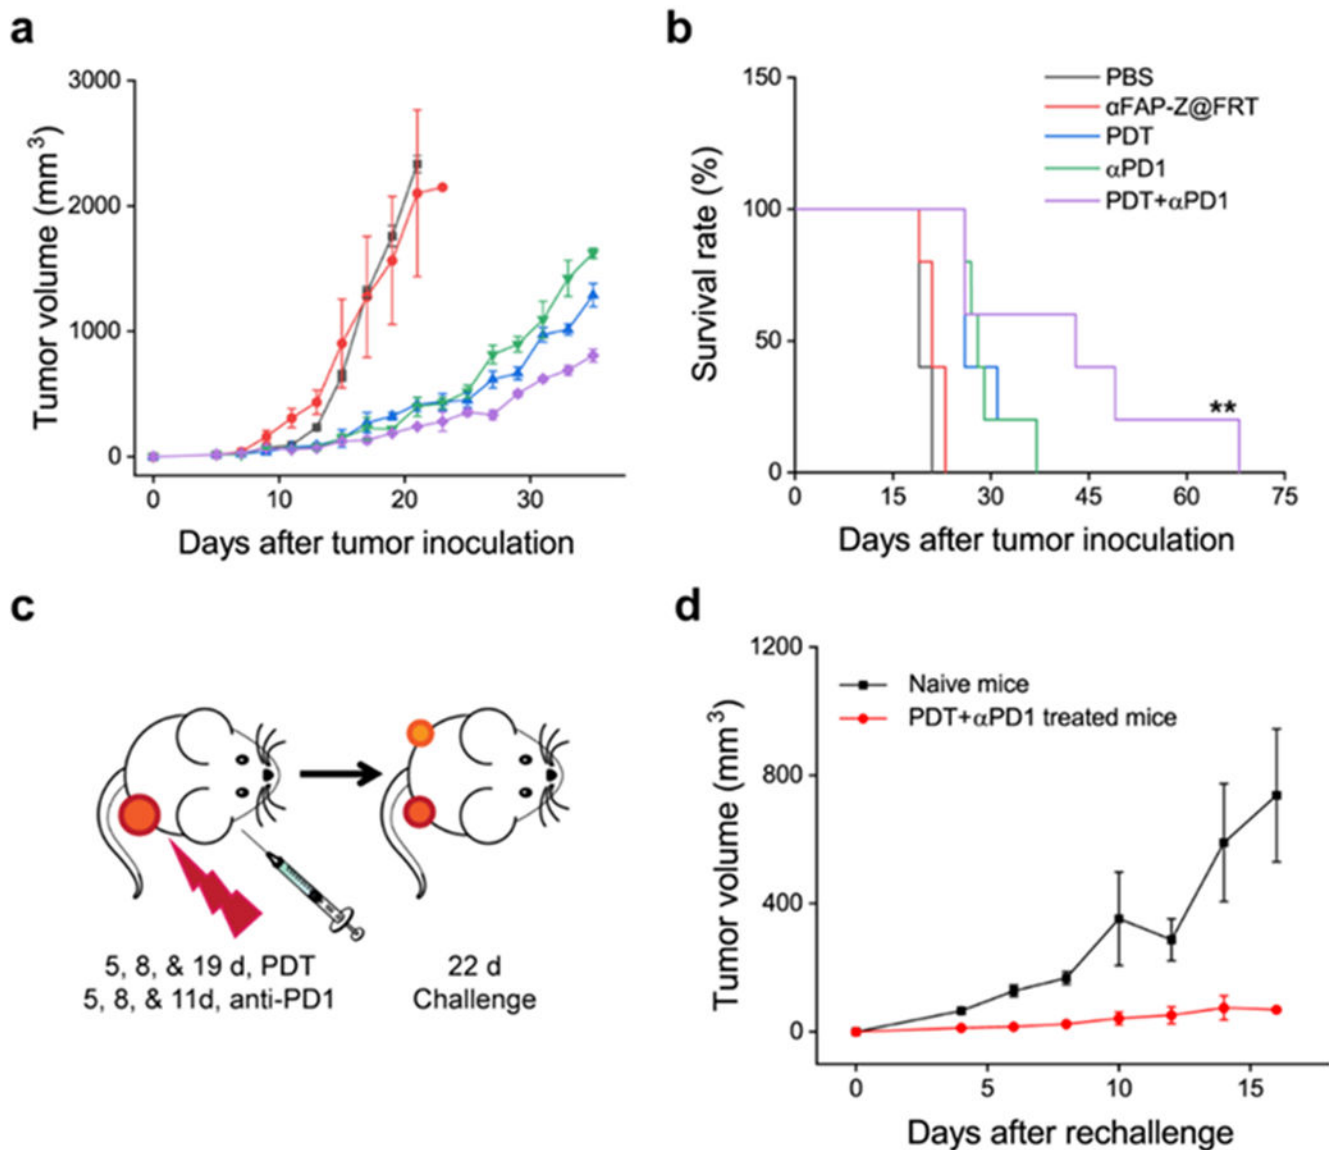 a
3000
2000
1000
0
Tumor volume (mm³)
0 10 20 30
Days after tumor inoculation
b
150
100
50
0
Survival rate (%)
PBS
αFAP-Z@FRT
PDT
αPD1
PDT+αPD1
**
0 15 30 45 60 75
Days after tumor inoculation
c
5, 8, & 19 d, PDT
5, 8, & 11d, anti-PD1
22 d
Challenge
d
1200
800
400
0
Tumor volume (mm³)
Naive mice
PDT+αPD1 treated mice
0 5 10 15
Days after rechallenge